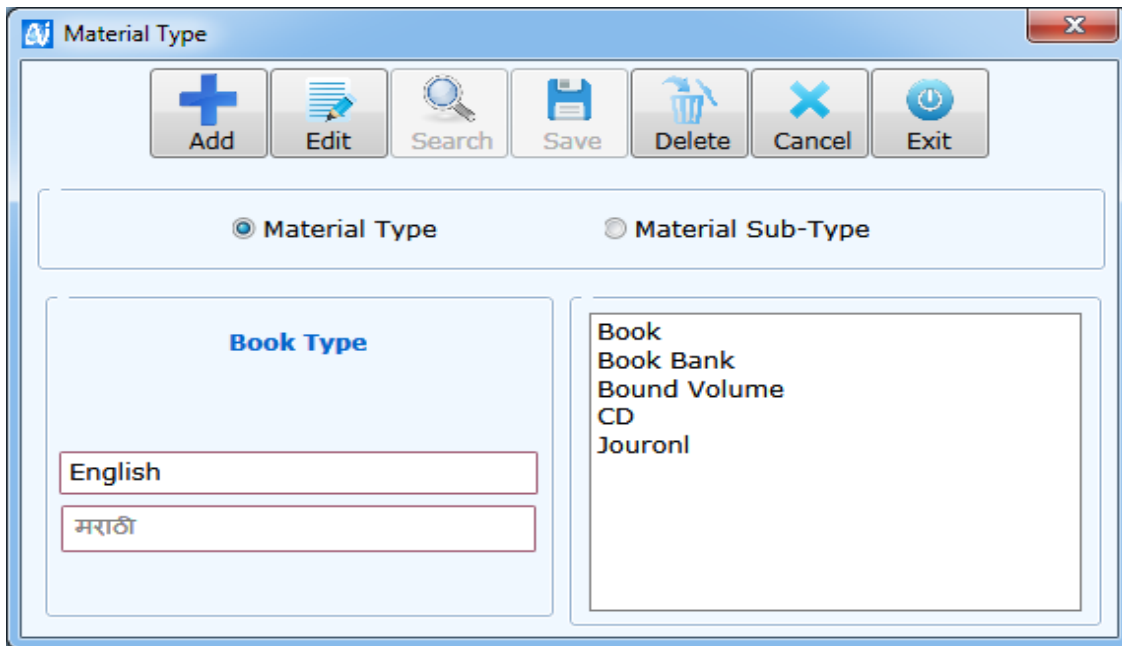 Material Type
Add Edit Search Save Delete Cancel Exit
Material Type Material Sub-Type
Book Type
English
मराठी
Book
Book Bank
Bound Volume
CD
Jouronl